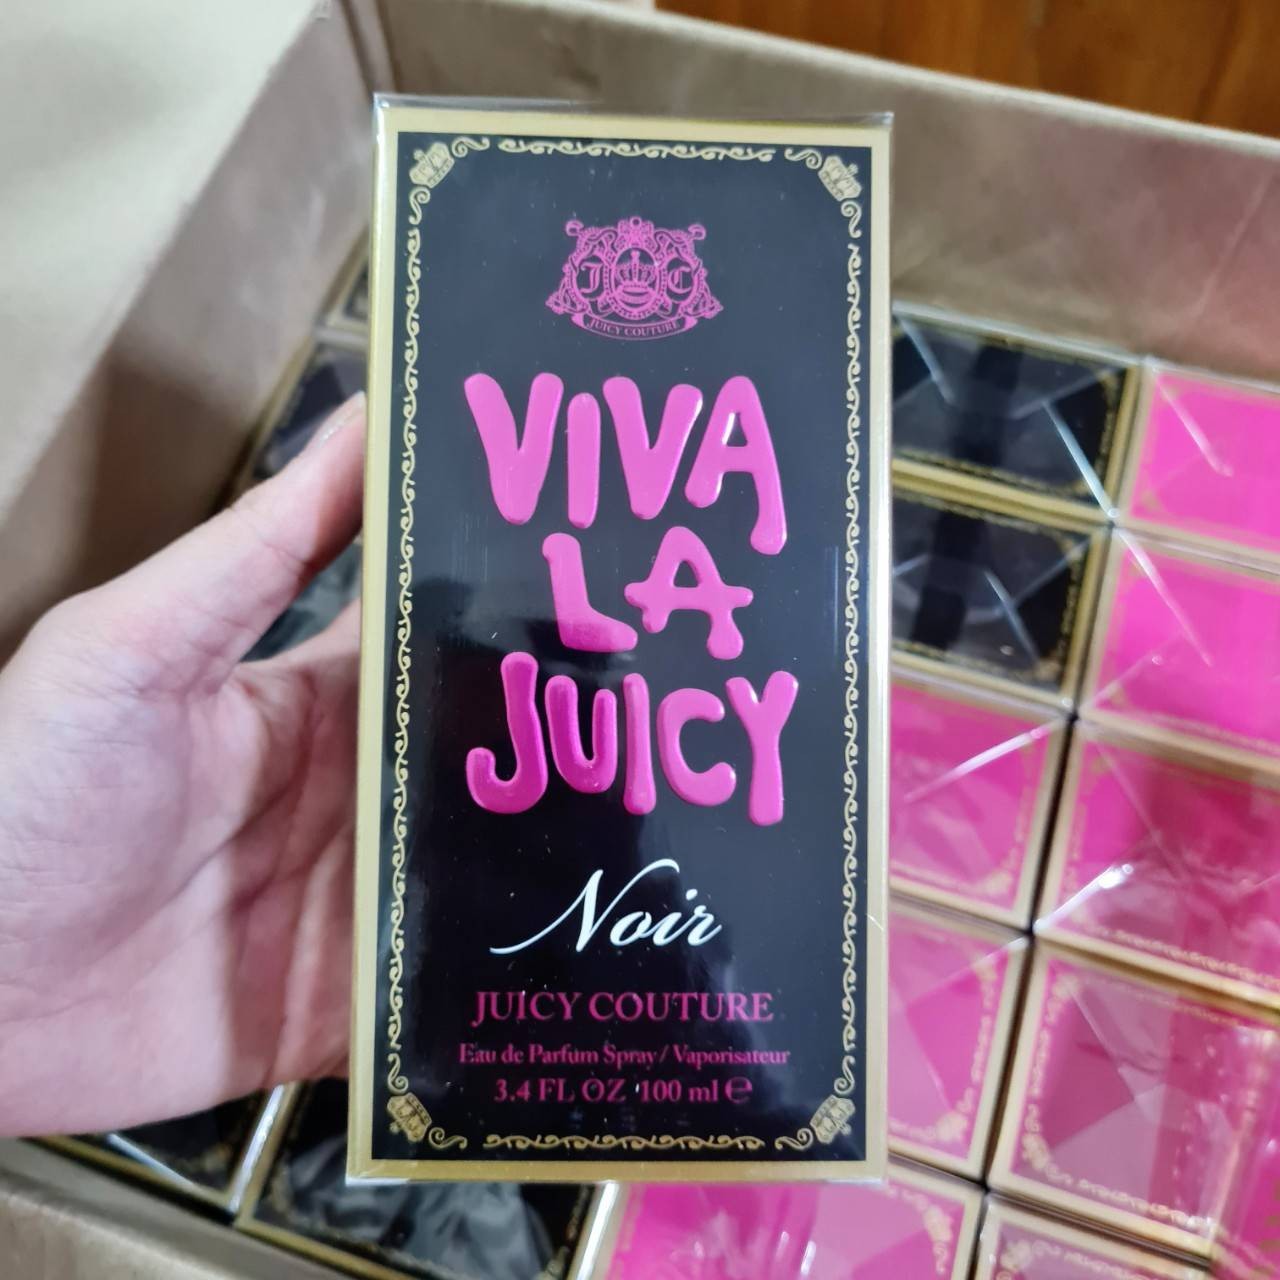 J C
JUICY COUTURE
VIVA
LA
JUICY
Noir
JUICY COUTURE
Eau de Parfum Spray / Vaporisateur
3.4 FL OZ 100 ml ℮